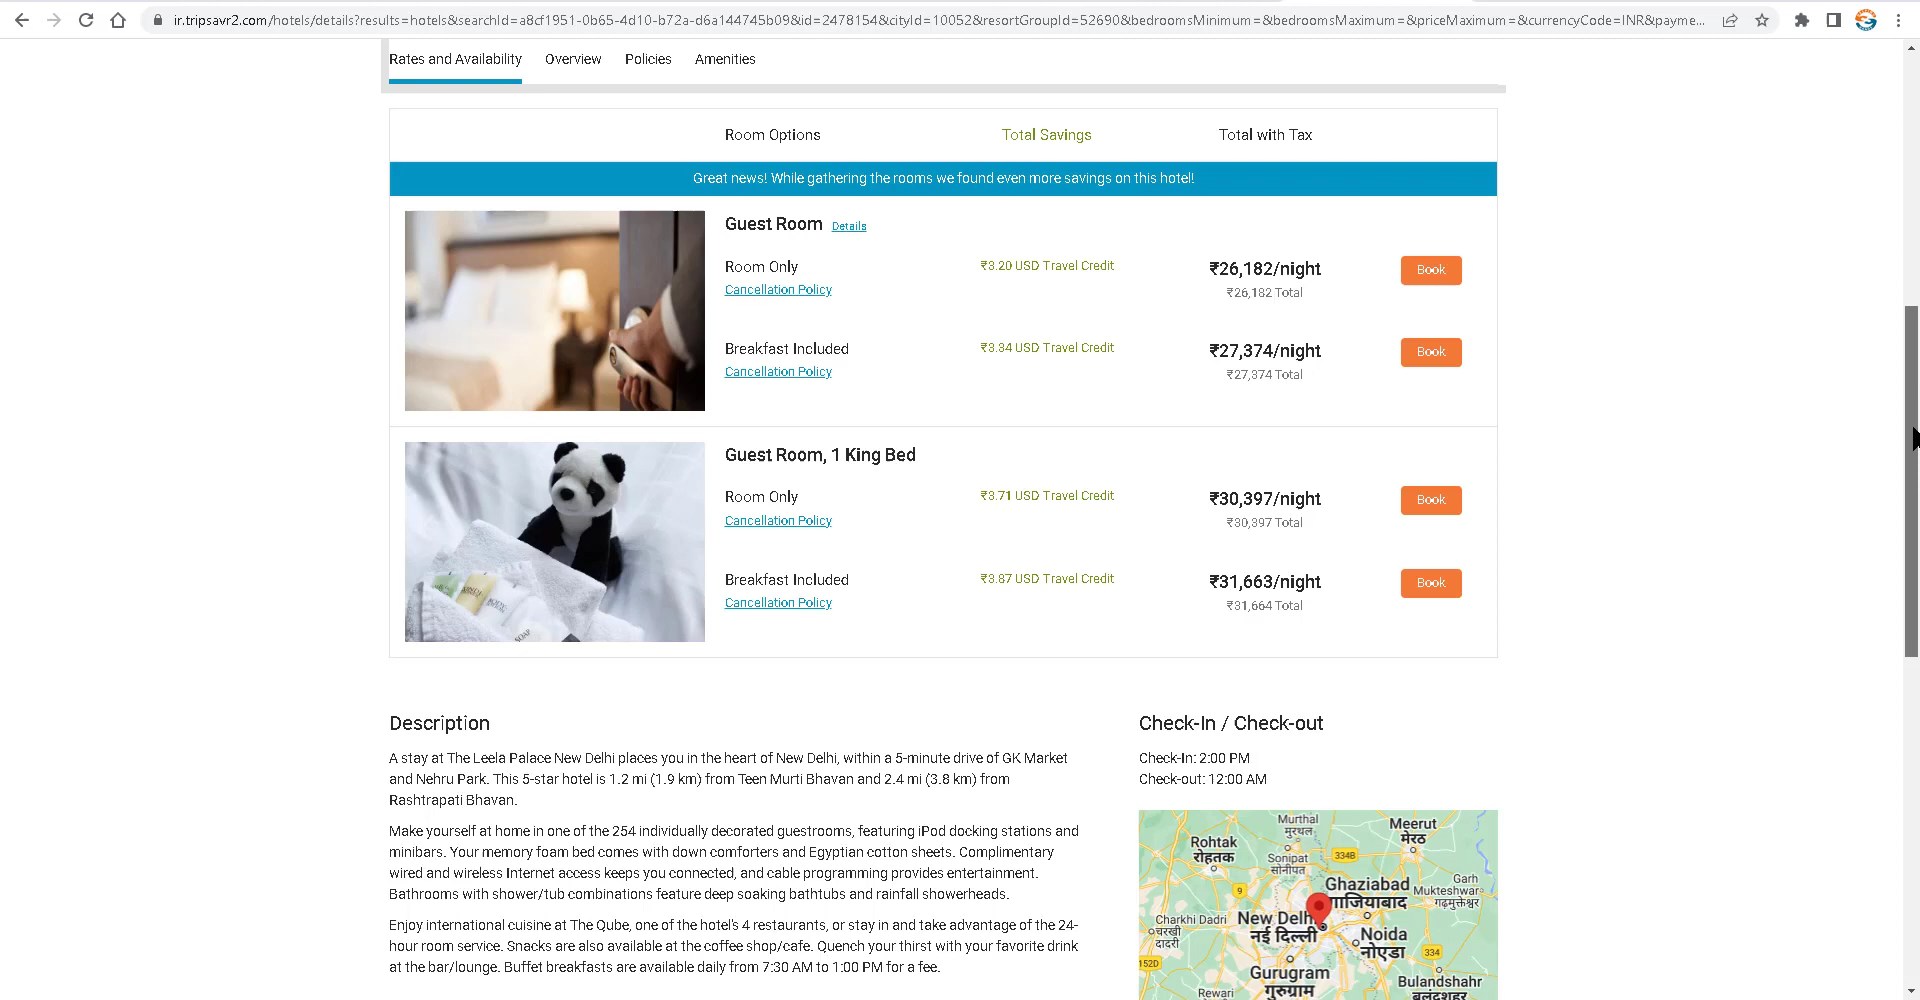 ir.tripsavr2.com/hotels/details?results=hotels&searchId=a8cf1951-0b65-4d10-b72a-d6a144745b09&id=2478154&cityId=10052&resortGroupId=52690&bedroomsMinimum=&bedroomsMaximum=&priceMaximum=&currencyCode=INR&payme...
Rates and Availability Overview Policies Amenities
Room Options Total Savings Total with Tax
Great news! While gathering the rooms we found even more savings on this hotel!
Guest Room Details
Room Only ₹3.20 USD Travel Credit ₹26,182/night Book
Cancellation Policy ₹26,182 Total
Breakfast Included ₹3.34 USD Travel Credit ₹27,374/night Book
Cancellation Policy ₹27,374 Total
Guest Room, 1 King Bed
Room Only ₹3.71 USD Travel Credit ₹30,397/night Book
Cancellation Policy ₹30,397 Total
Breakfast Included ₹3.87 USD Travel Credit ₹31,663/night Book
Cancellation Policy ₹31,664 Total
SOAP
Description
A stay at The Leela Palace New Delhi places you in the heart of New Delhi, within a 5-minute drive of GK Market
and Nehru Park. This 5-star hotel is 1.2 mi (1.9 km) from Teen Murti Bhavan and 2.4 mi (3.8 km) from
Rashtrapati Bhavan.
Make yourself at home in one of the 254 individually decorated guestrooms, featuring iPod docking stations and
minibars. Your memory foam bed comes with down comforters and Egyptian cotton sheets. Complimentary
wired and wireless Internet access keeps you connected, and cable programming provides entertainment.
Bathrooms with shower/tub combinations feature deep soaking bathtubs and rainfall showerheads.
Enjoy international cuisine at The Qube, one of the hotel's 4 restaurants, or stay in and take advantage of the 24-
hour room service. Snacks are also available at the coffee shop/cafe. Quench your thirst with your favorite drink
at the bar/lounge. Buffet breakfasts are available daily from 7:30 AM to 1:00 PM for a fee.
Check-In / Check-out
Check-In: 2:00 PM
Check-out: 12:00 AM
Murthal
मुरथल
Meerut
मेरठ
Rohtak
रोहतक
Sonipat
सोनीपत
334B
9
Ghaziabad
गाजियाबाद
Garh
Mukteshwar
गढ़मुक्तेश्वर
Charkhi Dadri
चरखी
दादरी
New Delhi
नई दिल्ली
Noida
नोएडा
334
152D
Gurugram
गुरुग्राम
Bulandshahr
बुलंदशहर
Rewari